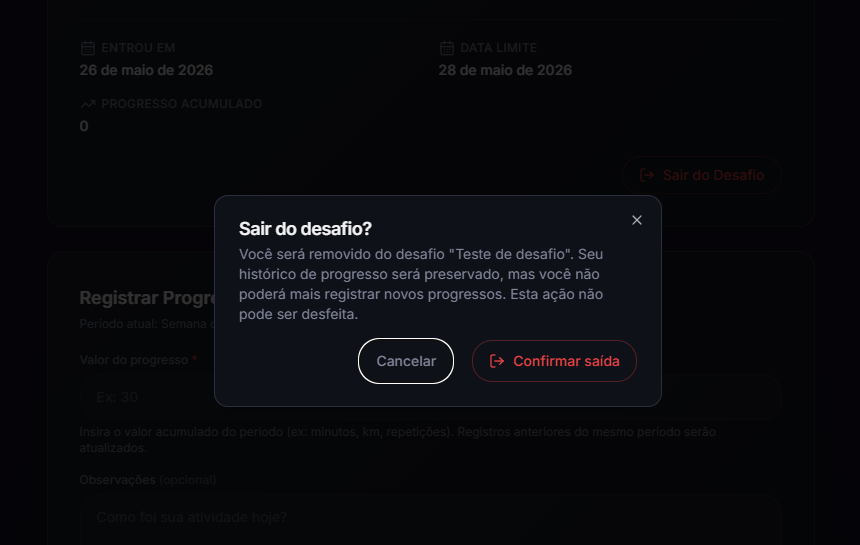 ENTROU EM
DATA LIMITE
26 de maio de 2026
28 de maio de 2026
PROGRESSO ACUMULADO
0
Sair do Desafio
Sair do desafio?
Você será removido do desafio "Teste de desafio". Seu
histórico de progresso será preservado, mas você não
poderá mais registrar novos progressos. Esta ação não
pode ser desfeita.
Cancelar
Confirmar saída
Registrar
Período atual: Semana
Valor do progresso *
Ex: 30
Insira o valor acumulado do período (ex: minutos, km, repetições). Registros anteriores do mesmo período serão
atualizados.
Observações (opcional)
Como foi sua atividade hoje?